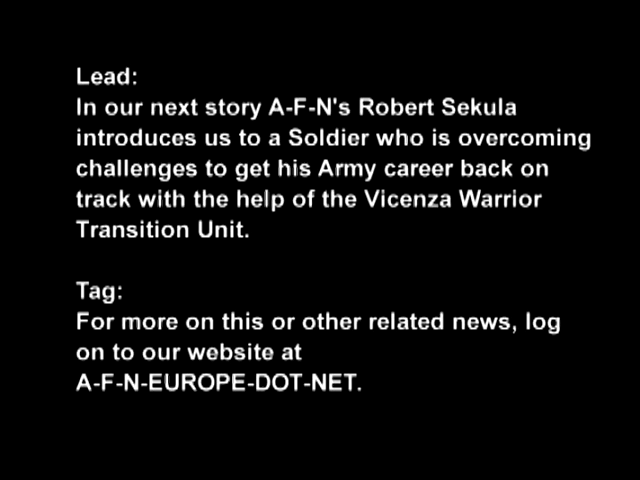 Lead:
In our next story A-F-N's Robert Sekula
introduces us to a Soldier who is overcoming
challenges to get his Army career back on
track with the help of the Vicenza Warrior
Transition Unit.
Tag:
For more on this or other related news, log
on to our website at
A-F-N-EUROPE-DOT-NET.